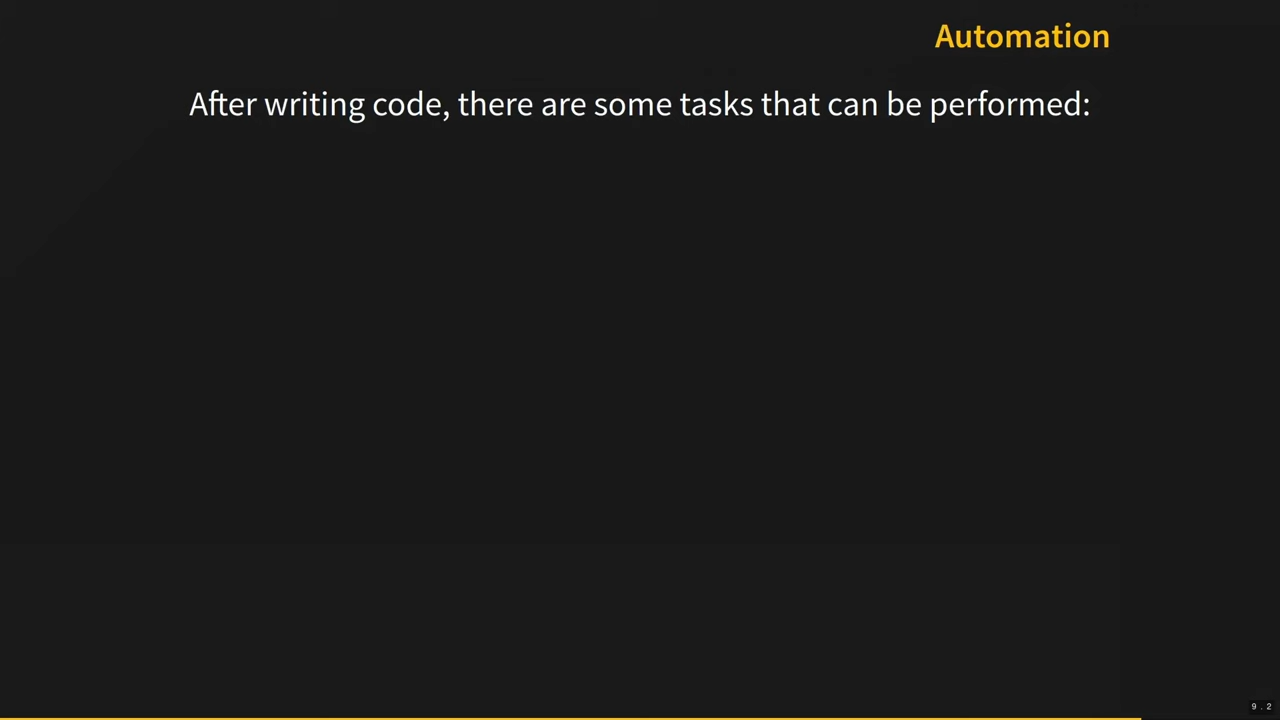 Automation
After writing code, there are some tasks that can be performed:
9.2